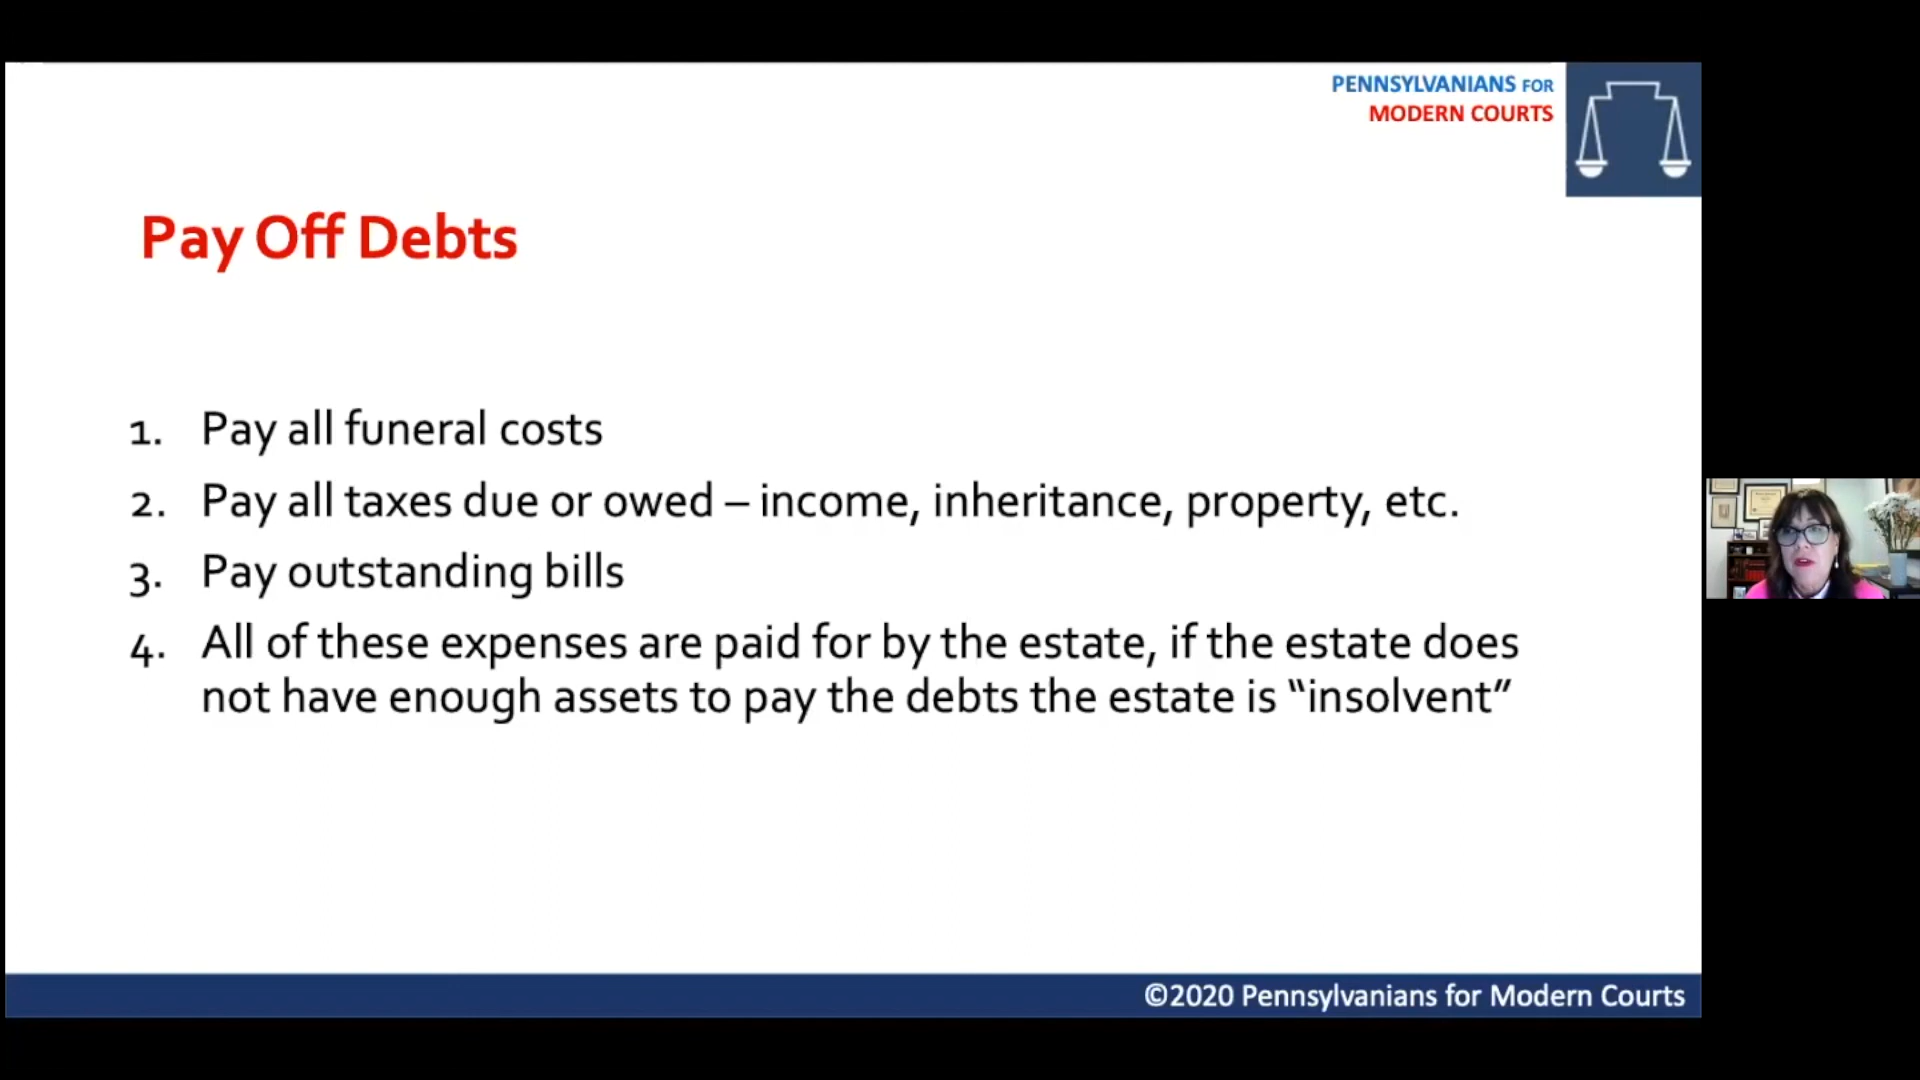 PENNSYLVANIANS FOR
MODERN COURTS
Pay Off Debts
1. Pay all funeral costs
2. Pay all taxes due or owed – income, inheritance, property, etc.
3. Pay outstanding bills
4. All of these expenses are paid for by the estate, if the estate does
not have enough assets to pay the debts the estate is “insolvent”
©2020 Pennsylvanians for Modern Courts